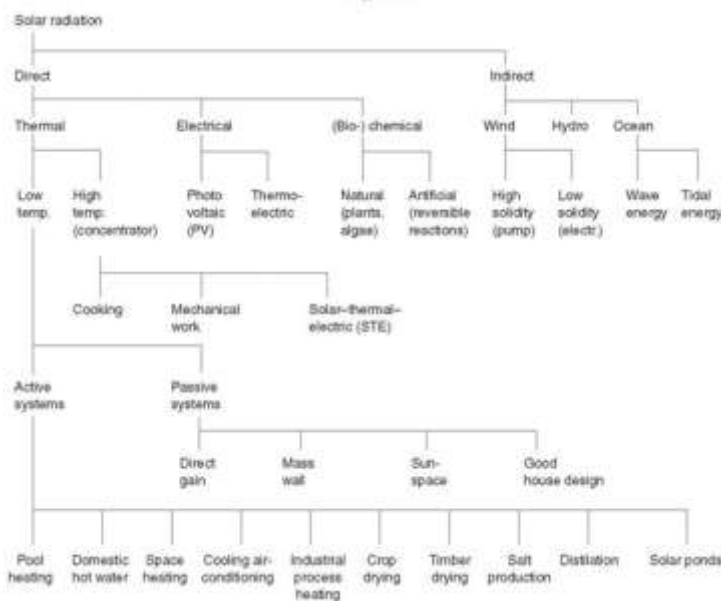 Solar radiation
Direct Indirect
Thermal Electrical (Bio-) chemical Wind Hydro Ocean
Low High Photo Thermo- Natural Artificial High Low Wave Tidal
temp. temp. voltaic electric (plants, (reversible solidity solidity energy energy
(concentrator) (PV) algae) reactions) (pump) (electr.)
Cooking Mechanical Solar–thermal–
work electric (STE)
Active Passive
systems systems
Direct Mass Sun- Good
gain wall space house design
Pool Domestic Space Cooling air- Industrial Crop Timber Salt Distilation Solar ponds
heating hot water heating conditioning process drying drying production
heating